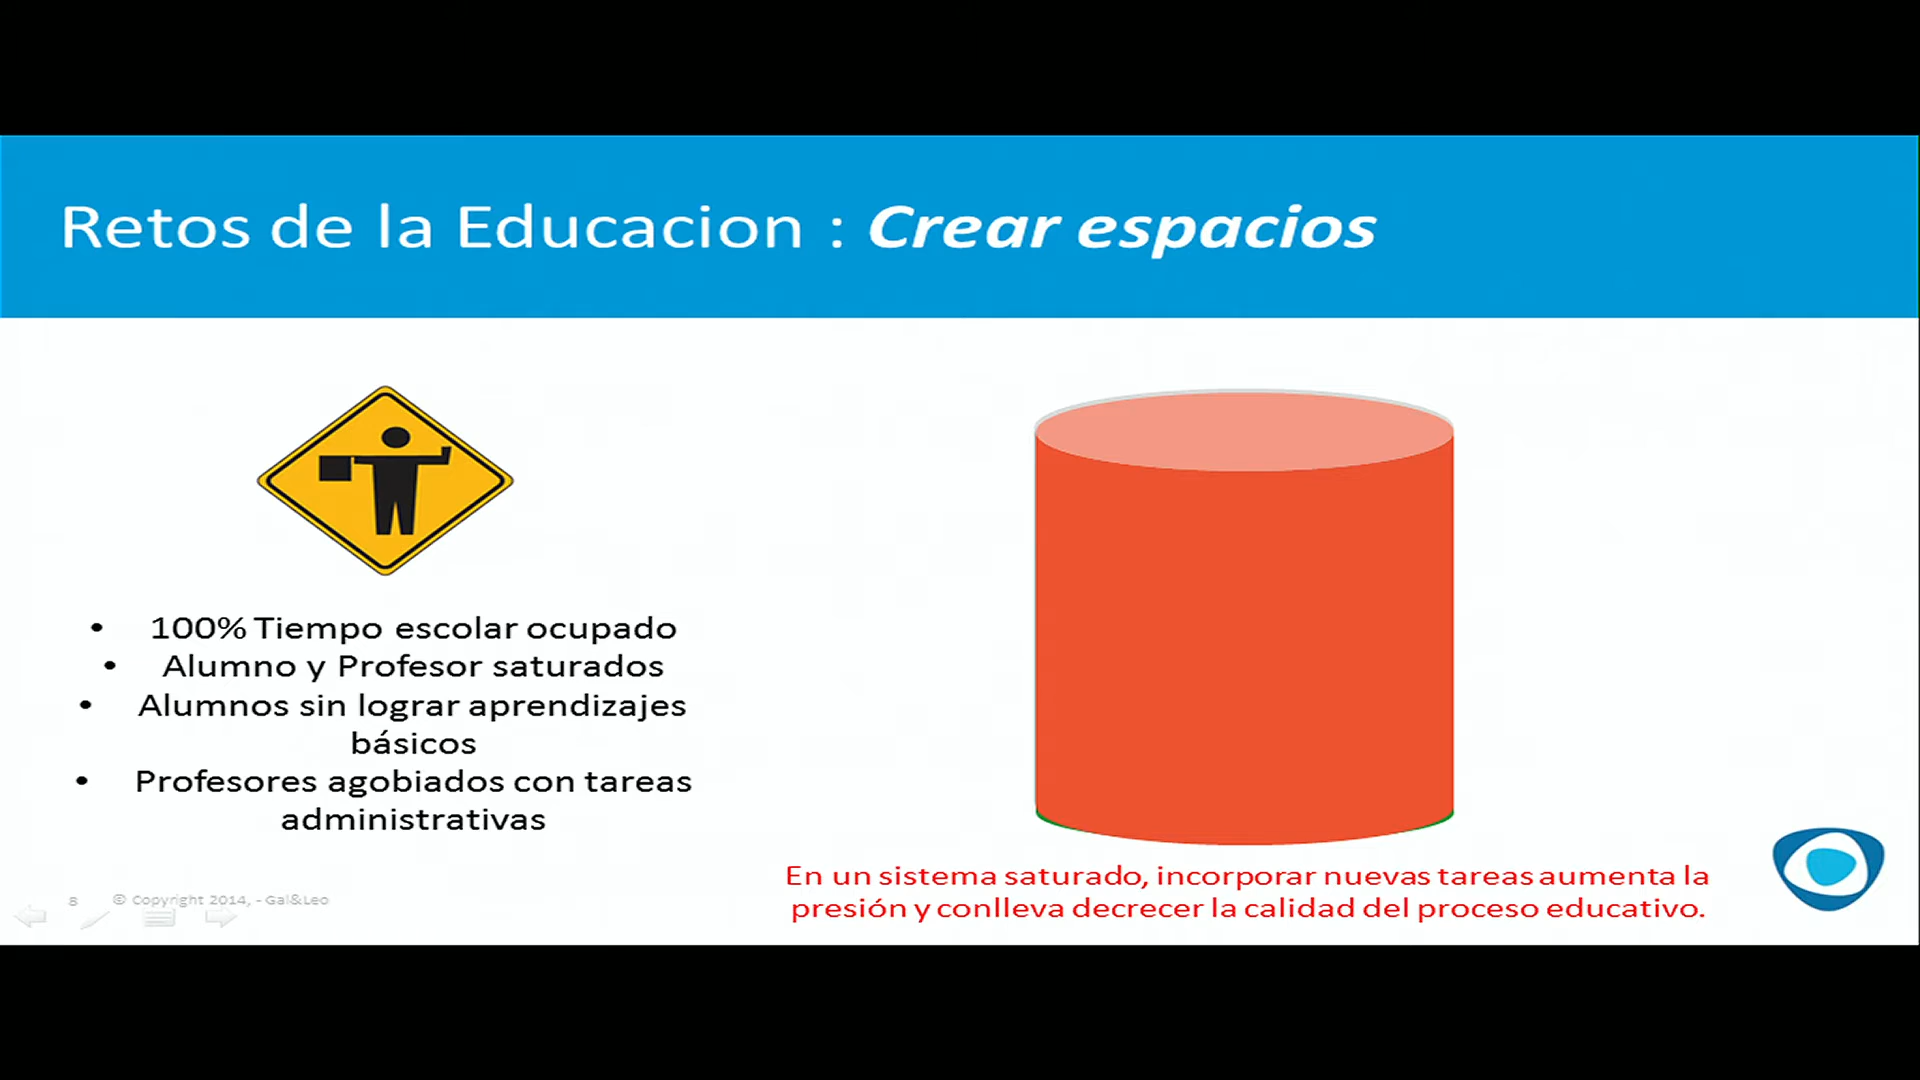 Retos de la Educacion : Crear espacios
• 100% Tiempo escolar ocupado
• Alumno y Profesor saturados
• Alumnos sin lograr aprendizajes
básicos
• Profesores agobiados con tareas
administrativas
En un sistema saturado, incorporar nuevas tareas aumenta la
presión y conlleva decrecer la calidad del proceso educativo.
8 © Copyright 2014, - Gal&Leo